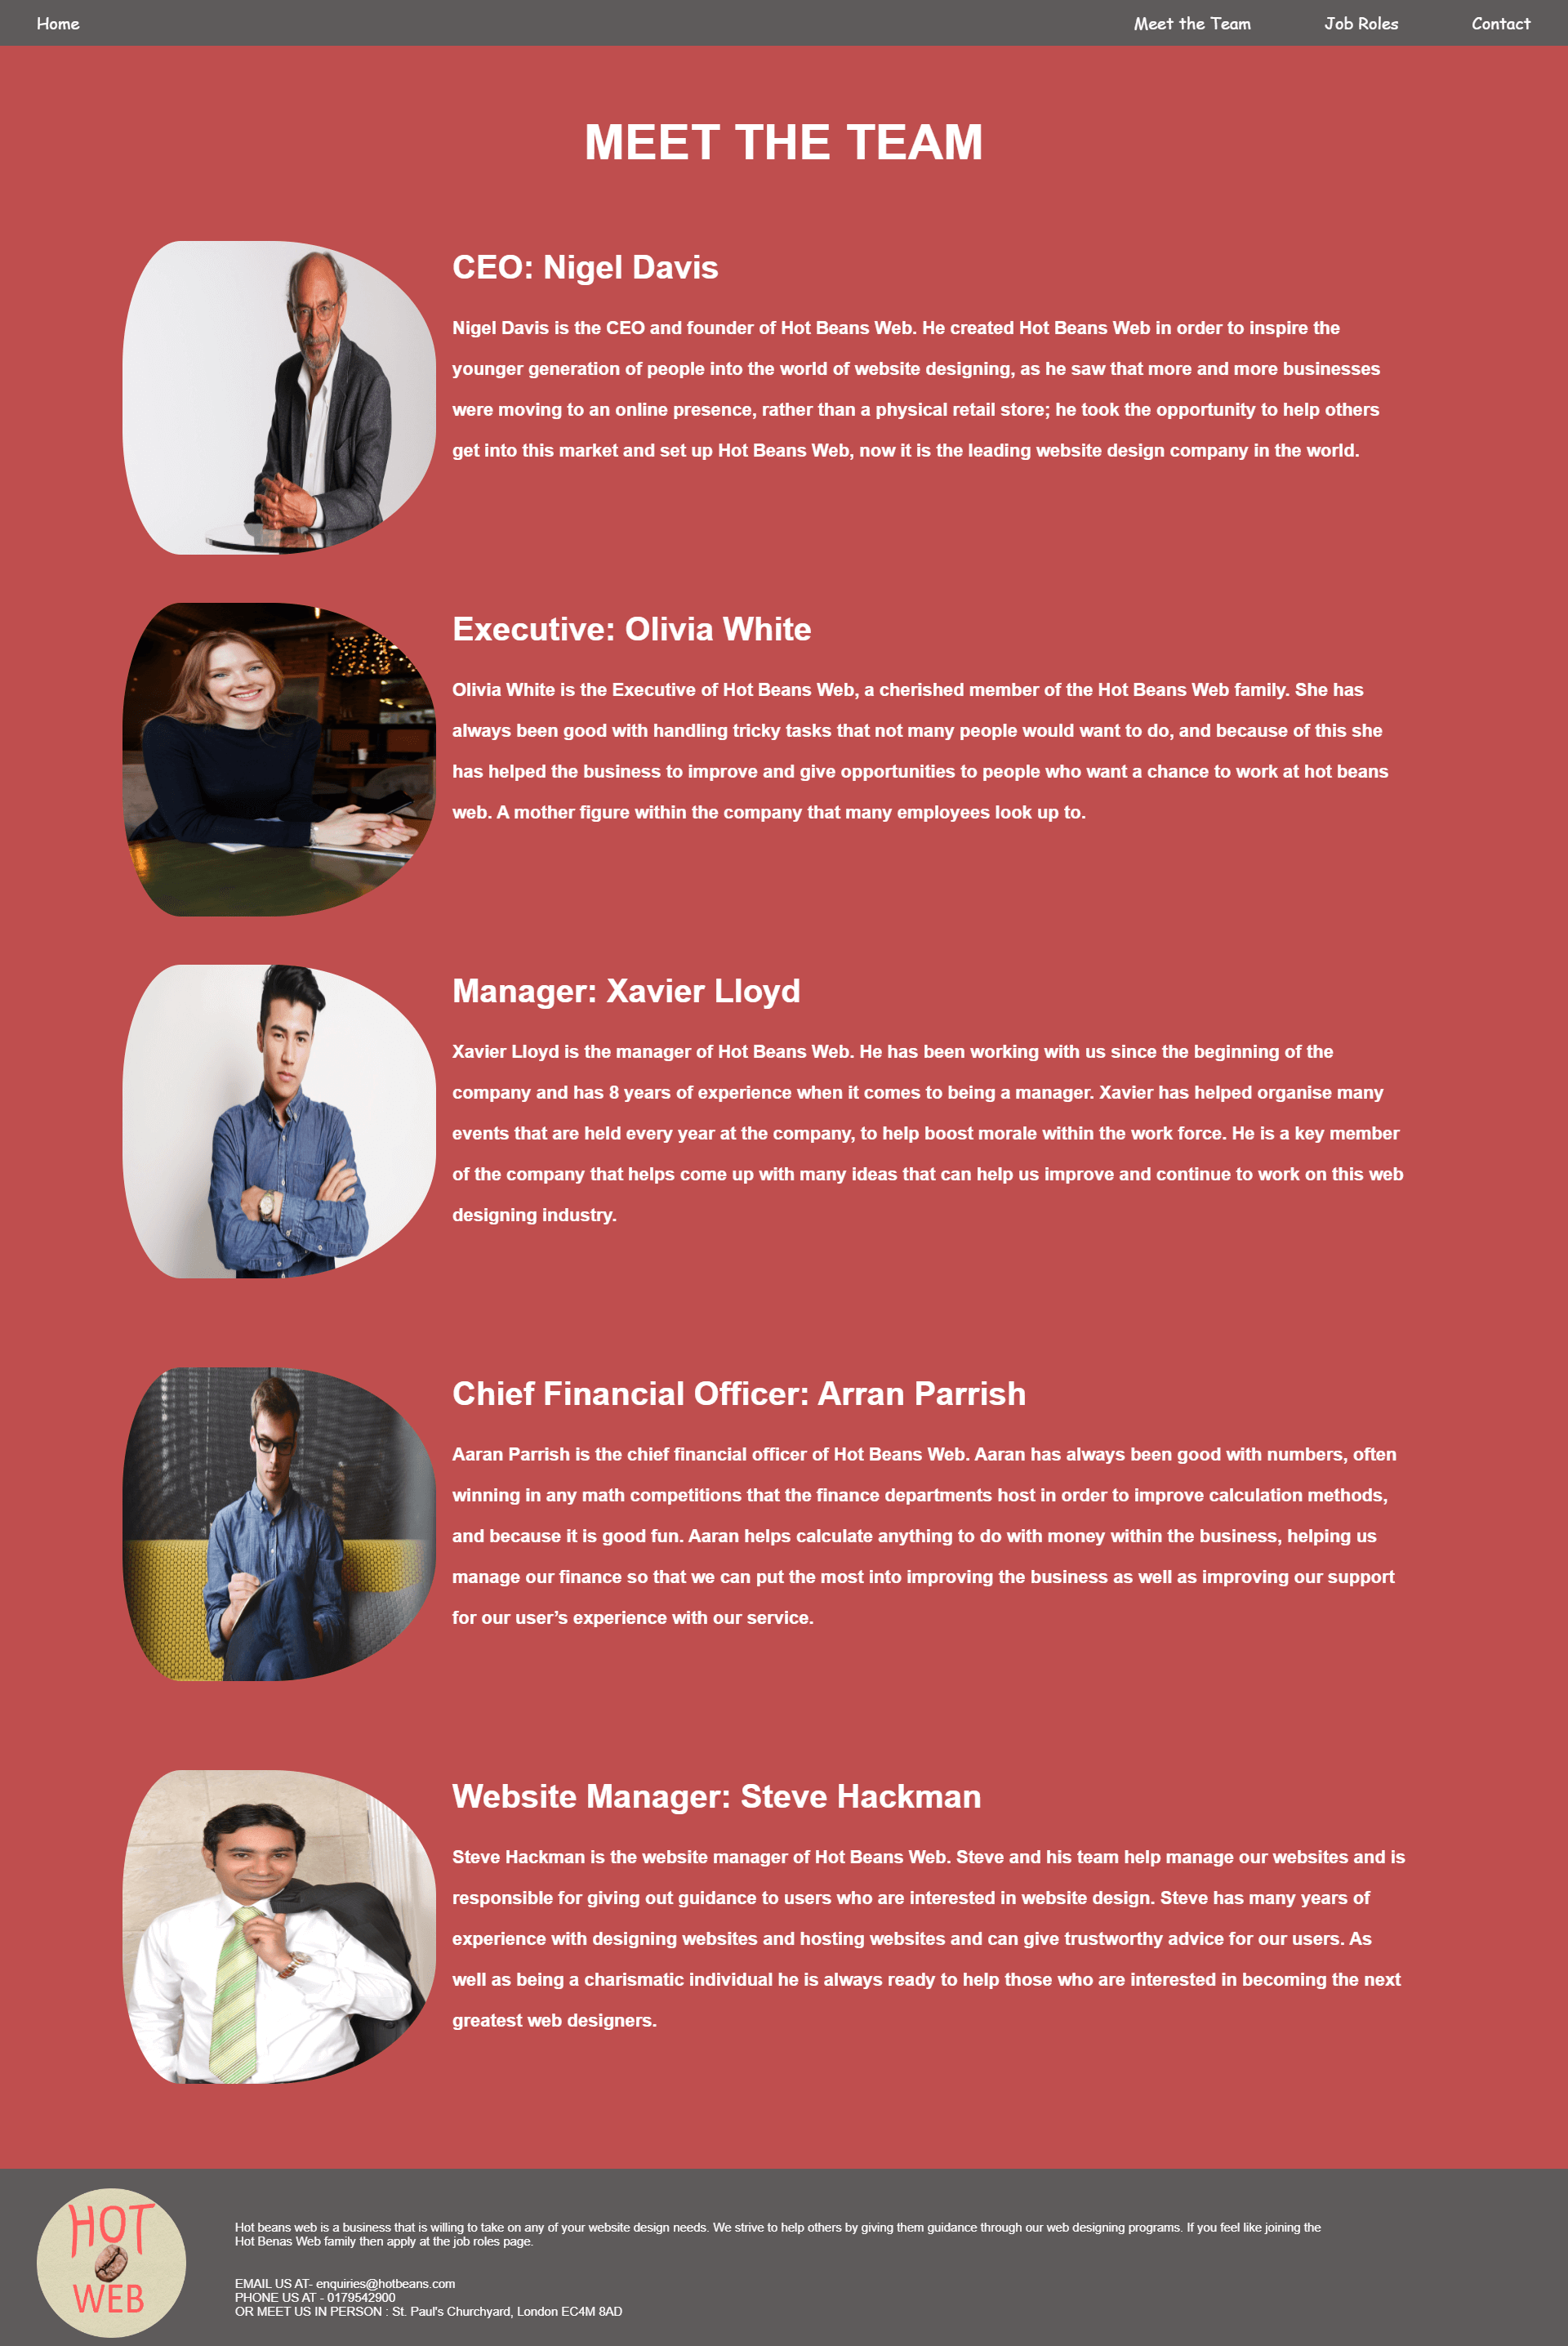 Home
Meet the Team
Job Roles
Contact
MEET THE TEAM
CEO: Nigel Davis
Nigel Davis is the CEO and founder of Hot Beans Web. He created Hot Beans Web in order to inspire the
younger generation of people into the world of website designing, as he saw that more and more businesses
were moving to an online presence, rather than a physical retail store; he took the opportunity to help others
get into this market and set up Hot Beans Web, now it is the leading website design company in the world.
Executive: Olivia White
Olivia White is the Executive of Hot Beans Web, a cherished member of the Hot Beans Web family. She has
always been good with handling tricky tasks that not many people would want to do, and because of this she
has helped the business to improve and give opportunities to people who want a chance to work at hot beans
web. A mother figure within the company that many employees look up to.
Manager: Xavier Lloyd
Xavier Lloyd is the manager of Hot Beans Web. He has been working with us since the beginning of the
company and has 8 years of experience when it comes to being a manager. Xavier has helped organise many
events that are held every year at the company, to help boost morale within the work force. He is a key member
of the company that helps come up with many ideas that can help us improve and continue to work on this web
designing industry.
Chief Financial Officer: Arran Parrish
Aaran Parrish is the chief financial officer of Hot Beans Web. Aaran has always been good with numbers, often
winning in any math competitions that the finance departments host in order to improve calculation methods,
and because it is good fun. Aaran helps calculate anything to do with money within the business, helping us
manage our finance so that we can put the most into improving the business as well as improving our support
for our user’s experience with our service.
Website Manager: Steve Hackman
Steve Hackman is the website manager of Hot Beans Web. Steve and his team help manage our websites and is
responsible for giving out guidance to users who are interested in website design. Steve has many years of
experience with designing websites and hosting websites and can give trustworthy advice for our users. As
well as being a charismatic individual he is always ready to help those who are interested in becoming the next
greatest web designers.
HOT
WEB
Hot beans web is a business that is willing to take on any of your website design needs. We strive to help others by giving them guidance through our web designing programs. If you feel like joining the
Hot Benas Web family then apply at the job roles page.
EMAIL US AT- enquiries@hotbeans.com
PHONE US AT - 0179542900
OR MEET US IN PERSON : St. Paul's Churchyard, London EC4M 8AD